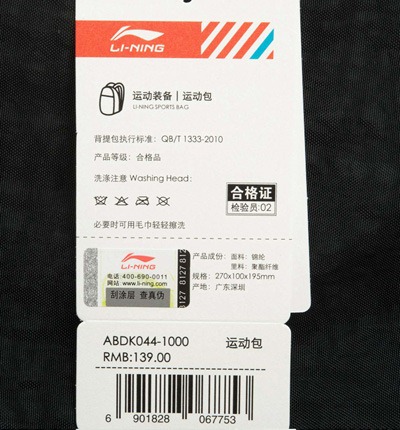 LI-NING
运动装备 | 运动包
LI-NING SPORTS BAG
背提包执行标准: QB/T 1333-2010
产品等级: 合格品
洗涤注意 Washing Head:
合格证
检验员:02
必要时可用毛巾轻轻擦洗
LI-NING
电话 400-690-0011
网站 www.li-ning.com
刮涂层 查真伪
8127 8127
产品成份: 面料: 锦纶
里料: 聚酯纤维
规格: 270x100x195mm
产地: 广东深圳
ABDK044-1000 运动包
RMB:139.00
6 901828 067753